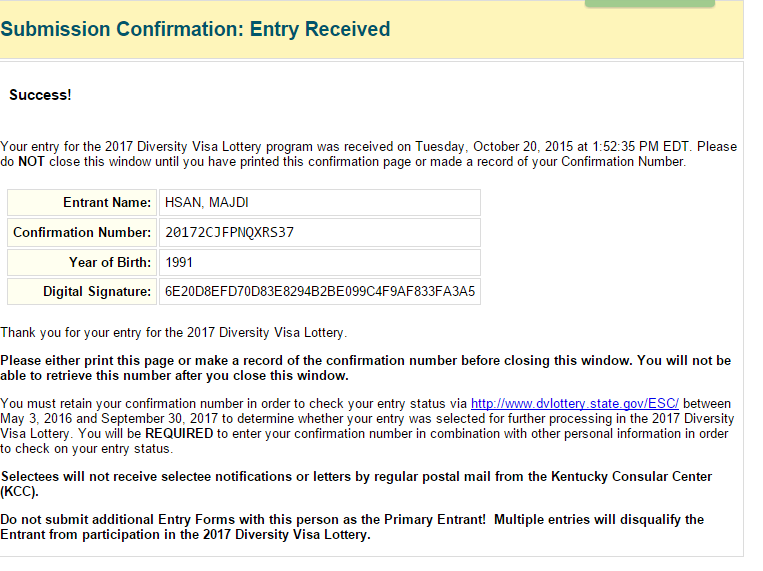 Submission Confirmation: Entry Received
Success!
Your entry for the 2017 Diversity Visa Lottery program was received on Tuesday, October 20, 2015 at 1:52:35 PM EDT. Please
do NOT close this window until you have printed this confirmation page or made a record of your Confirmation Number.
Entrant Name: HSAN, MAJDI
Confirmation Number: 20172CJFPNQXRS37
Year of Birth: 1991
Digital Signature: 6E20D8EFD70D83E8294B2BE099C4F9AF833FA3A5
Thank you for your entry for the 2017 Diversity Visa Lottery.
Please either print this page or make a record of the confirmation number before closing this window. You will not be
able to retrieve this number after you close this window.
You must retain your confirmation number in order to check your entry status via http://www.dvlottery.state.gov/ESC/ between
May 3, 2016 and September 30, 2017 to determine whether your entry was selected for further processing in the 2017 Diversity
Visa Lottery. You will be REQUIRED to enter your confirmation number in combination with other personal information in order
to check on your entry status.
Selectees will not receive selectee notifications or letters by regular postal mail from the Kentucky Consular Center
(KCC).
Do not submit additional Entry Forms with this person as the Primary Entrant! Multiple entries will disqualify the
Entrant from participation in the 2017 Diversity Visa Lottery.